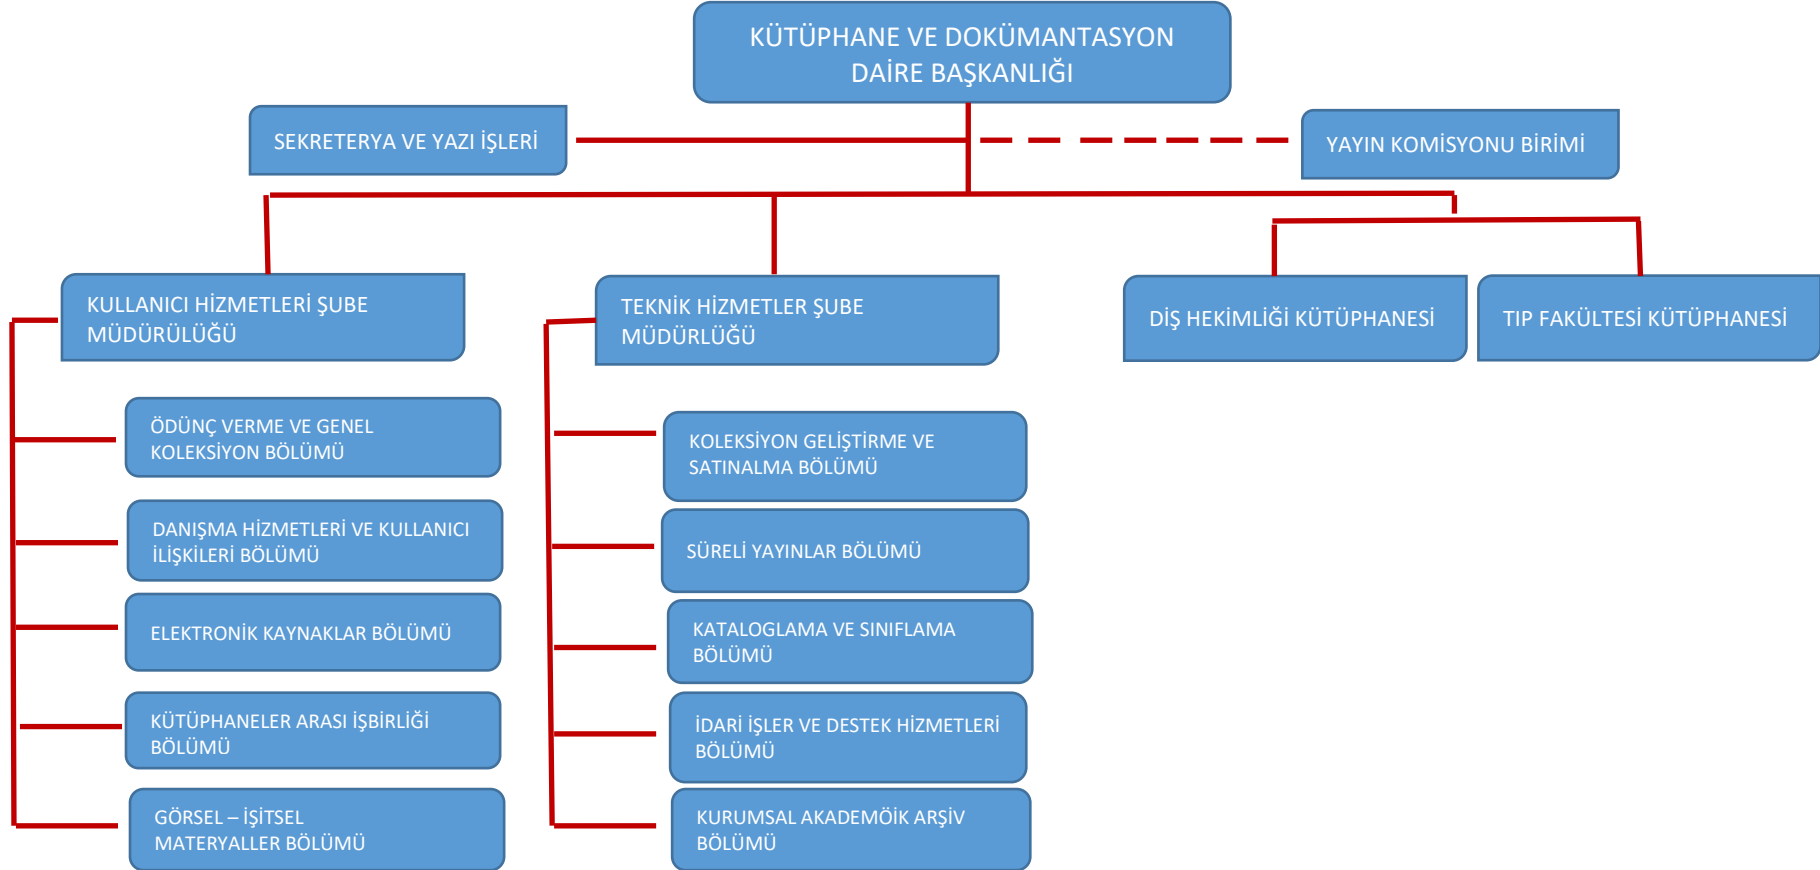 KÜTÜPHANE VE DOKÜMANTASYON
DAİRE BAŞKANLIĞI
SEKRETERYA VE YAZI İŞLERİ
YAYIN KOMİSYONU BİRİMİ
KULLANICI HİZMETLERİ ŞUBE
MÜDÜRÜLÜĞÜ
TEKNİK HİZMETLER ŞUBE
MÜDÜRLÜĞÜ
DİŞ HEKİMLİĞİ KÜTÜPHANESİ
TIP FAKÜLTESİ KÜTÜPHANESİ
ÖDÜNÇ VERME VE GENEL
KOLEKSİYON BÖLÜMÜ
DANIŞMA HİZMETLERİ VE KULLANICI
İLİŞKİLERİ BÖLÜMÜ
ELEKTRONİK KAYNAKLAR BÖLÜMÜ
KÜTÜPHANELER ARASI İŞBİRLİĞİ
BÖLÜMÜ
GÖRSEL – İŞİTSEL
MATERYALLER BÖLÜMÜ
KOLEKSİYON GELİŞTİRME VE
SATINALMA BÖLÜMÜ
SÜRELİ YAYINLAR BÖLÜMÜ
KATALOGLAMA VE SINIFLAMA
BÖLÜMÜ
İDARİ İŞLER VE DESTEK HİZMETLERİ
BÖLÜMÜ
KURUMSAL AKADEMÖİK ARŞİV
BÖLÜMÜ